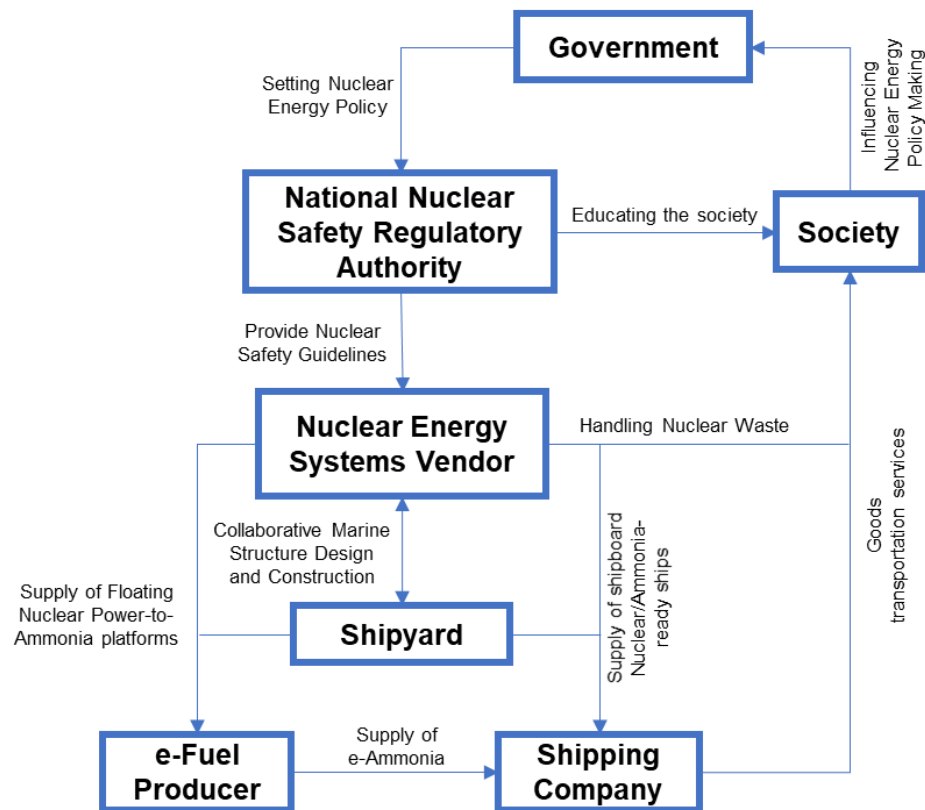 Government
Setting Nuclear
Energy Policy
Influencing
Nuclear Energy
Policy Making
National Nuclear
Safety Regulatory
Authority
Educating the society
Society
Provide Nuclear
Safety Guidelines
Nuclear Energy
Systems Vendor
Handling Nuclear Waste
Collaborative Marine
Structure Design
and Construction
Supply of Floating
Nuclear Power-to-
Ammonia platforms
Supply of shipboard
Nuclear/Ammonia-
ready ships
Goods
transportation services
Shipyard
e-Fuel
Producer
Supply of
e-Ammonia
Shipping
Company